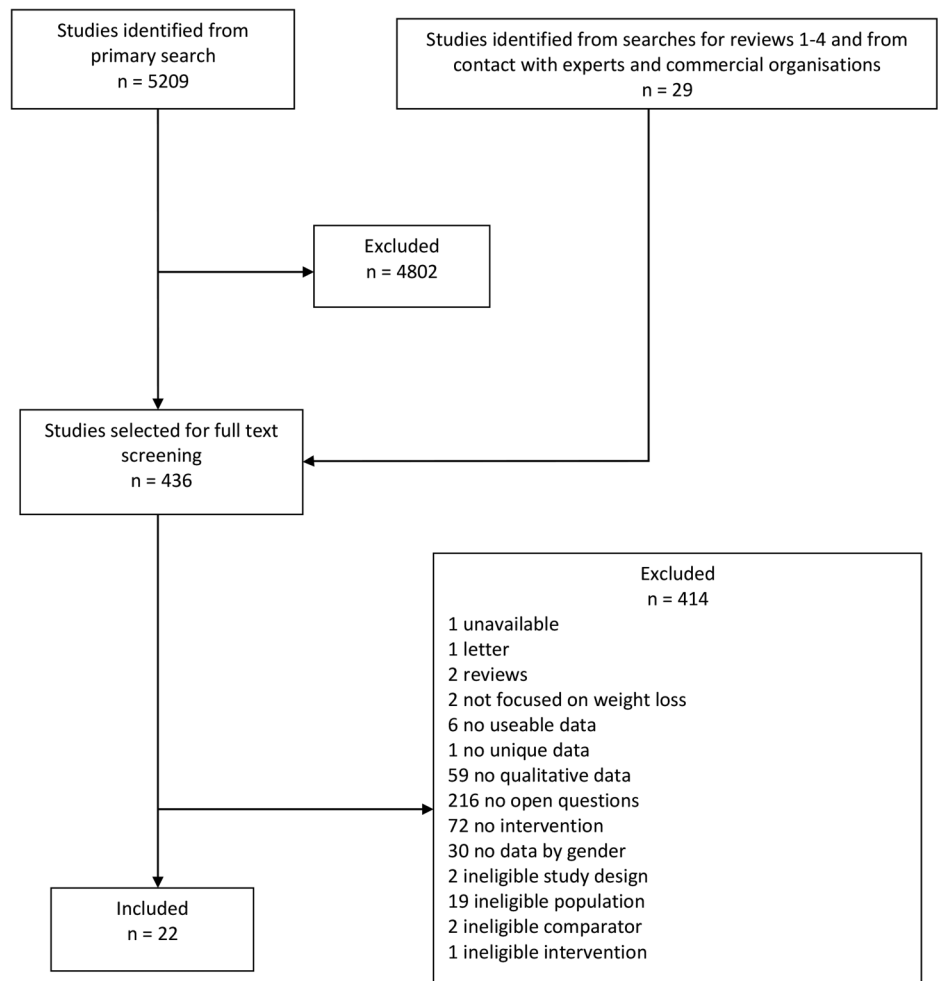 Studies identified from
primary search
n = 5209
Studies identified from searches for reviews 1-4 and from
contact with experts and commercial organisations
n = 29
Excluded
n = 4802
Studies selected for full text
screening
n = 436
Excluded
n = 414
1 unavailable
1 letter
2 reviews
2 not focused on weight loss
6 no useable data
1 no unique data
59 no qualitative data
216 no open questions
72 no intervention
30 no data by gender
2 ineligible study design
19 ineligible population
2 ineligible comparator
1 ineligible intervention
Included
n = 22